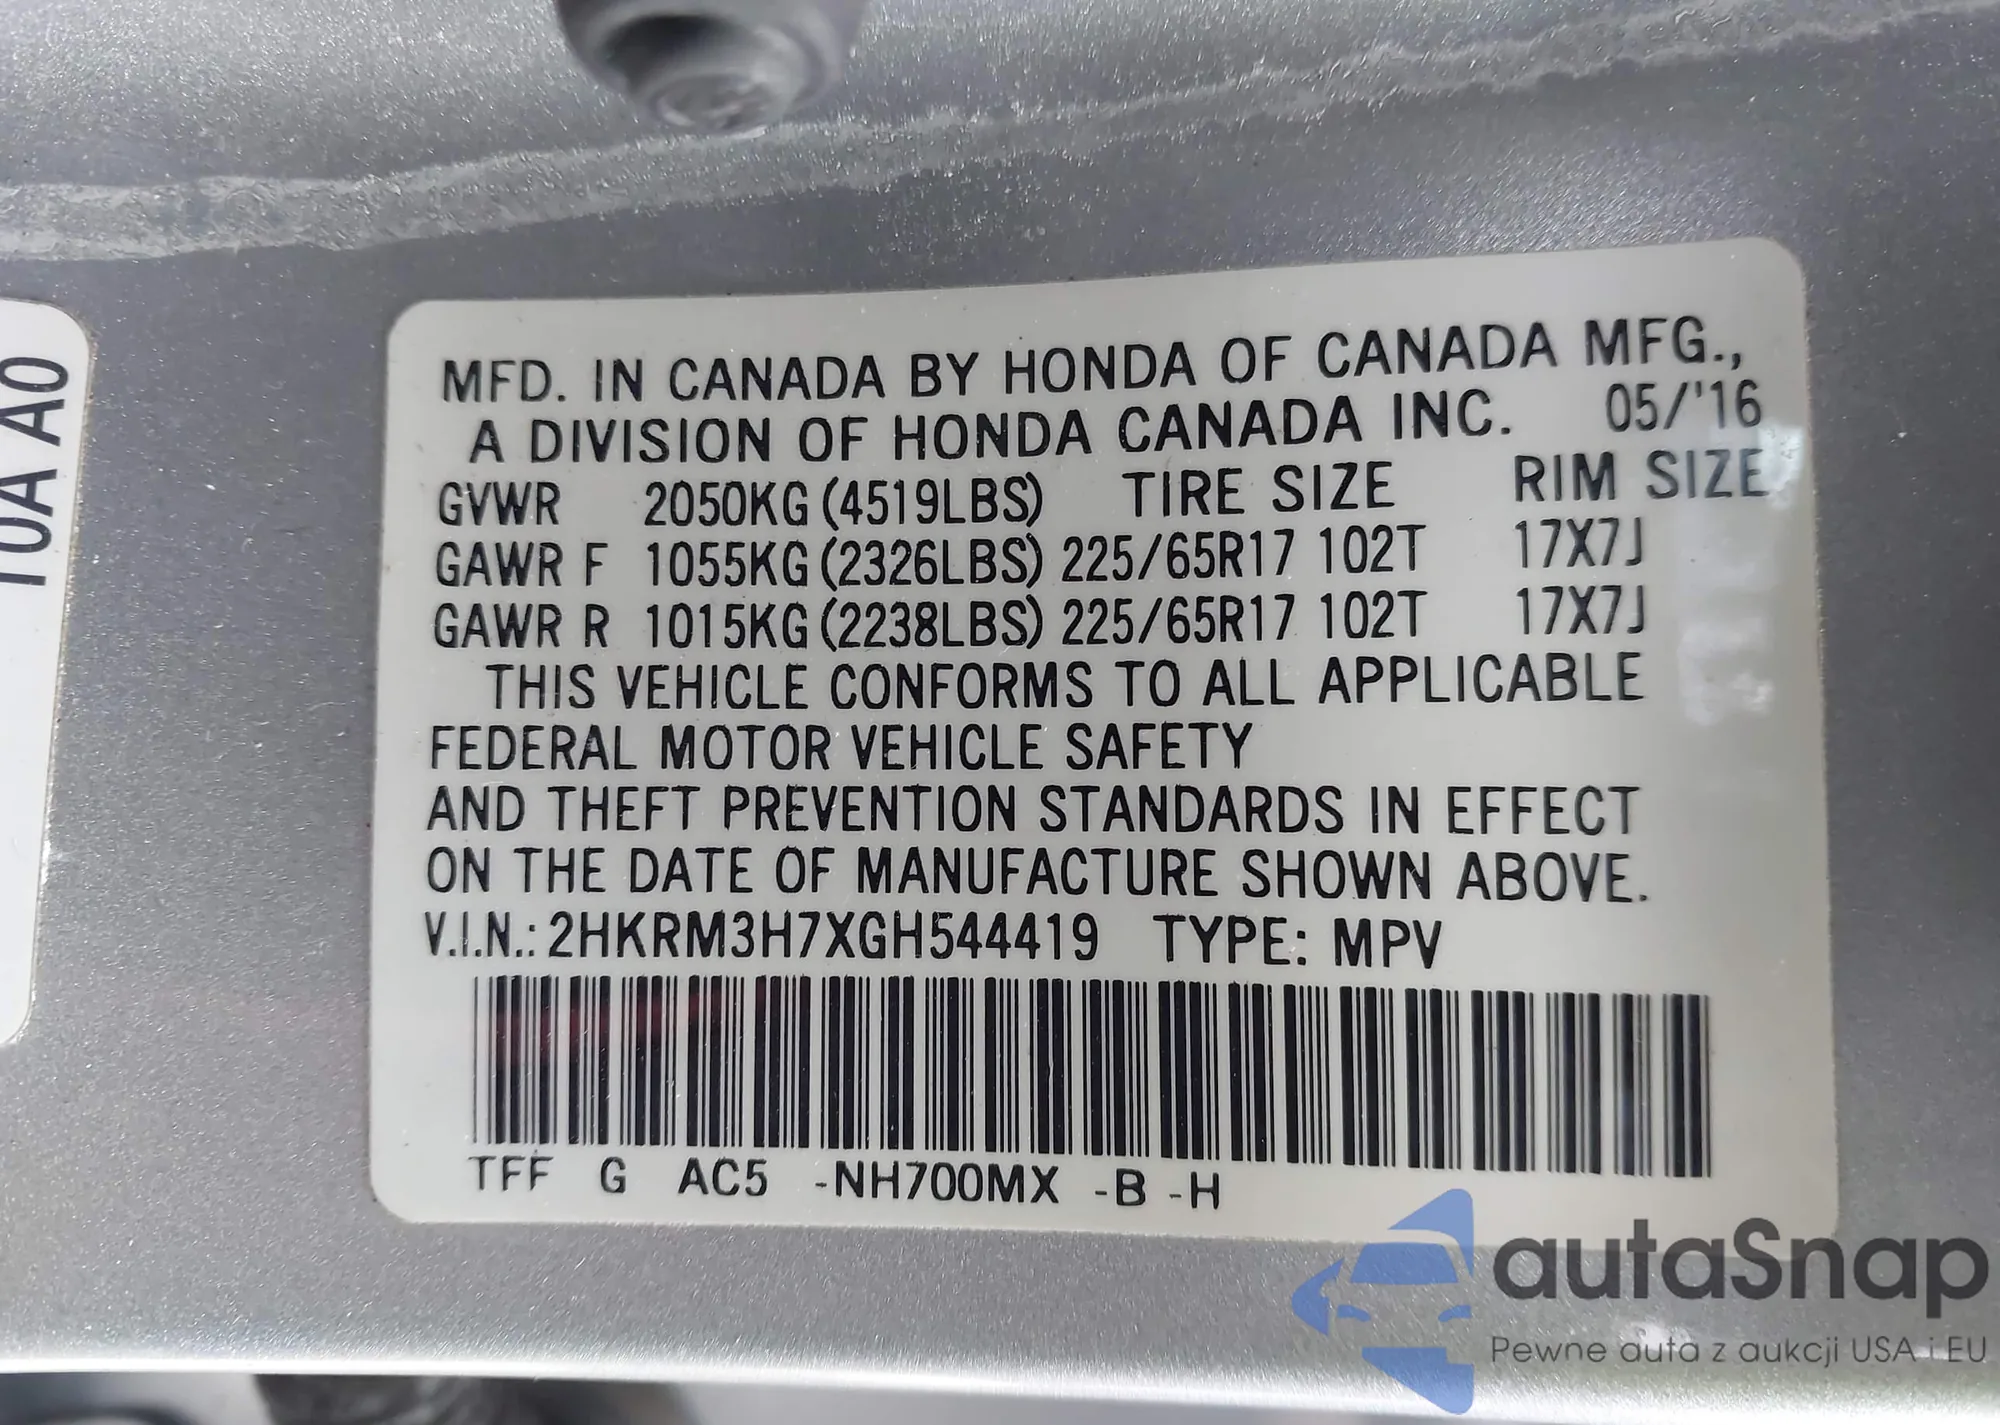 MFD. IN CANADA BY HONDA OF CANADA MFG.,
A DIVISION OF HONDA CANADA INC. 05/'16
GVWR 2050KG (4519LBS) TIRE SIZE RIM SIZE
GAWR F 1055KG (2326LBS) 225/65R17 102T 17X7J
GAWR R 1015KG (2238LBS) 225/65R17 102T 17X7J
THIS VEHICLE CONFORMS TO ALL APPLICABLE
FEDERAL MOTOR VEHICLE SAFETY
AND THEFT PREVENTION STANDARDS IN EFFECT
ON THE DATE OF MANUFACTURE SHOWN ABOVE.
V.I.N.: 2HKRM3H7XGH544419 TYPE: MPV
TFF G AC5 -NH700MX -B -H
A0
autaSnap
Pewne auta z aukcji USA i EU